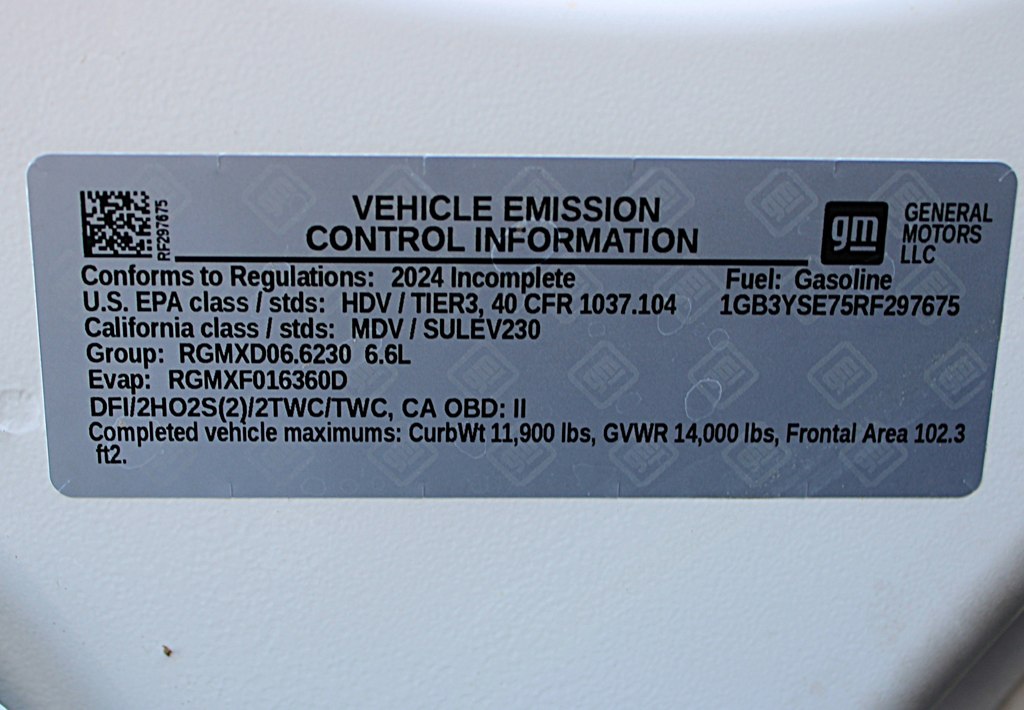 RF297675
VEHICLE EMISSION
CONTROL INFORMATION
gm
GENERAL
MOTORS
LLC
Conforms to Regulations: 2024 Incomplete
Fuel: Gasoline
U.S. EPA class / stds: HDV / TIER3, 40 CFR 1037.104
1GB3YSE75RF297675
California class / stds: MDV / SULEV230
Group: RGMXD06.6230 6.6L
Evap: RGMXF016360D
DFI/2HO2S(2)/2TWC/TWC, CA OBD: II
Completed vehicle maximums: CurbWt 11,900 lbs, GVWR 14,000 lbs, Frontal Area 102.3
ft2.